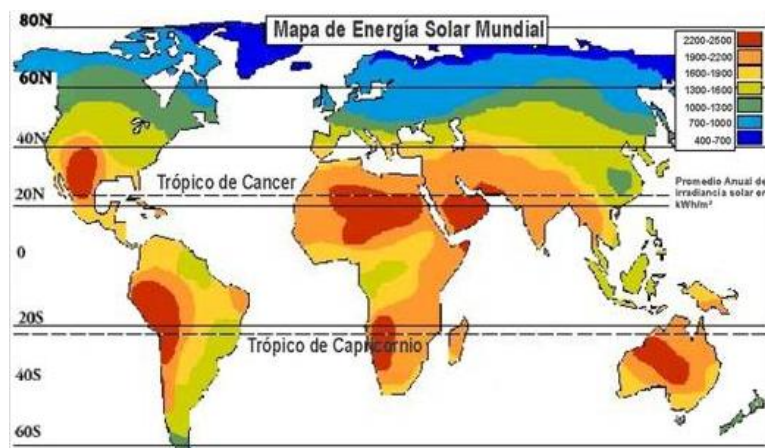 Mapa de Energía Solar Mundial
80N
60N
40N
20N
0
20S
40S
60S
Trópico de Cancer
Trópico de Capricornio
2200-2500
1900-2200
1600-1900
1300-1600
1000-1300
700-1000
400-700
Promedio Anual de
irradiancia solar en
kWh/m²